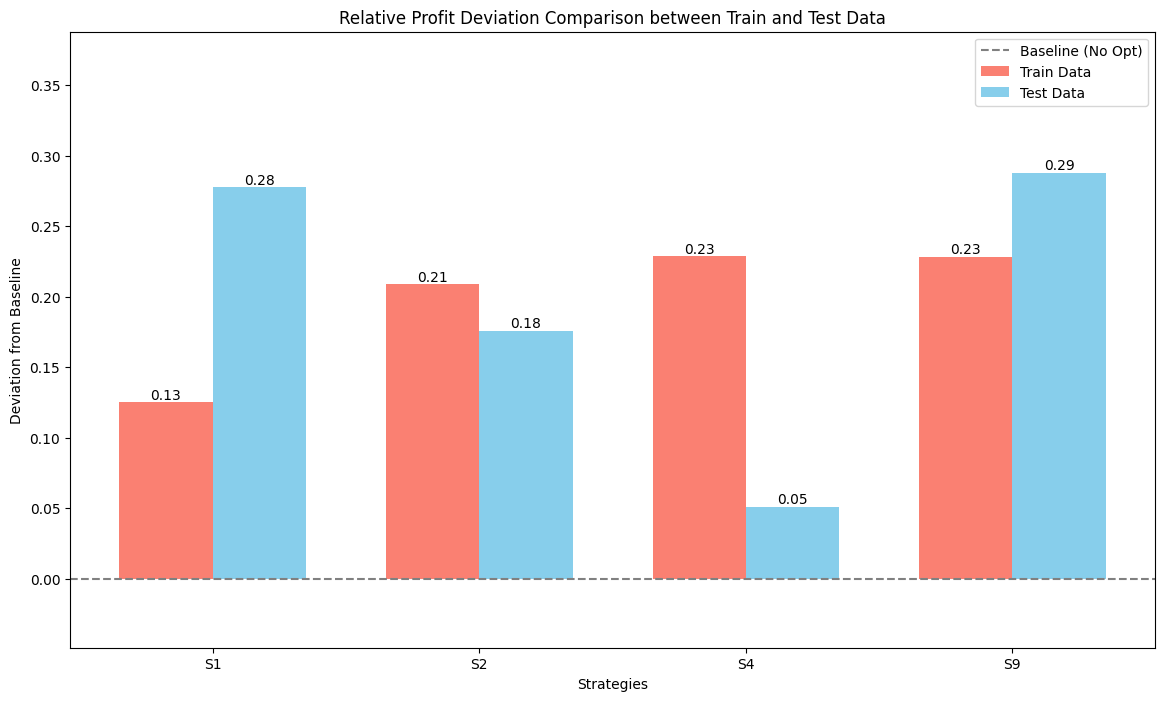 Relative Profit Deviation Comparison between Train and Test Data
Baseline (No Opt)
Train Data
Test Data
Deviation from Baseline
0.35
0.30
0.25
0.20
0.15
0.10
0.05
0.00
0.13
0.28
0.21
0.18
0.23
0.05
0.23
0.29
S1
S2
S4
S9
Strategies